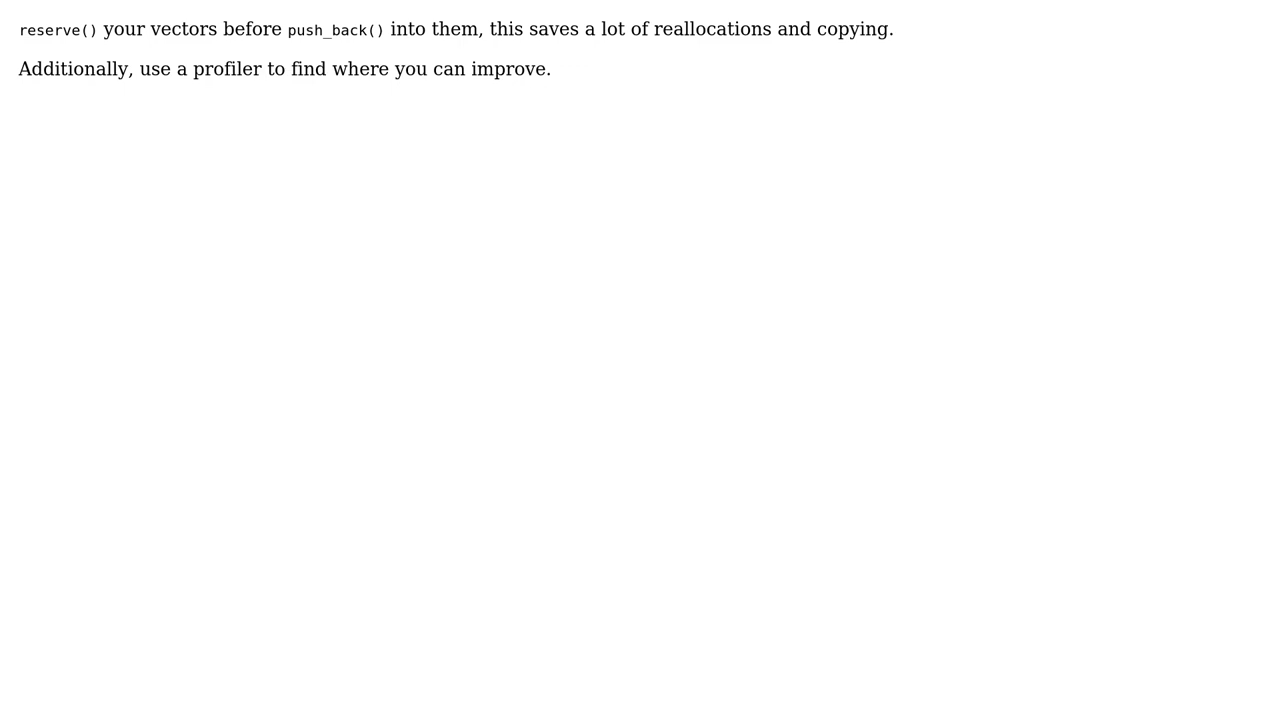 reserve() your vectors before push_back() into them, this saves a lot of reallocations and copying.
Additionally, use a profiler to find where you can improve.